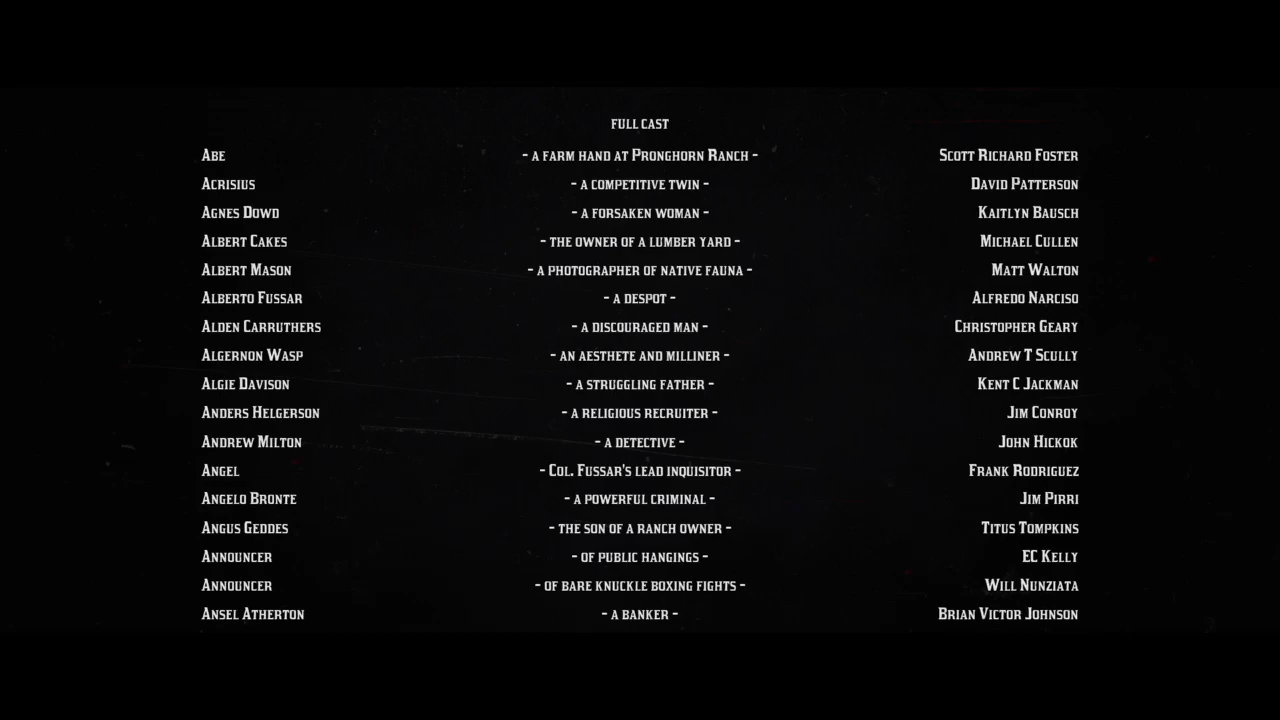 FULL CAST
ABE - A FARM HAND AT PRONGHORN RANCH - SCOTT RICHARD FOSTER
ACRISIUS - A COMPETITIVE TWIN - DAVID PATTERSON
AGNES DOWD - A FORSAKEN WOMAN - KAITLYN BAUSCH
ALBERT CAKES - THE OWNER OF A LUMBER YARD - MICHAEL CULLEN
ALBERT MASON - A PHOTOGRAPHER OF NATIVE FAUNA - MATT WALTON
ALBERTO FUSSAR - A DESPOT - ALFREDO NARCISO
ALDEN CARRUTHERS - A DISCOURAGED MAN - CHRISTOPHER GEARY
ALGERNON WASP - AN AESTHETE AND MILLINER - ANDREW T SCULLY
ALGIE DAVISON - A STRUGGLING FATHER - KENT C JACKMAN
ANDERS HELGERSON - A RELIGIOUS RECRUITER - JIM CONROY
ANDREW MILTON - A DETECTIVE - JOHN HICKOK
ANGEL - COL. FUSSAR'S LEAD INQUISITOR - FRANK RODRIGUEZ
ANGELO BRONTE - A POWERFUL CRIMINAL - JIM PIRRI
ANGUS GEDDES - THE SON OF A RANCH OWNER - TITUS TOMPKINS
ANNOUNCER - OF PUBLIC HANGINGS - EC KELLY
ANNOUNCER - OF BARE KNUCKLE BOXING FIGHTS - WILL NUNZIATA
ANSEL ATHERTON - A BANKER - BRIAN VICTOR JOHNSON